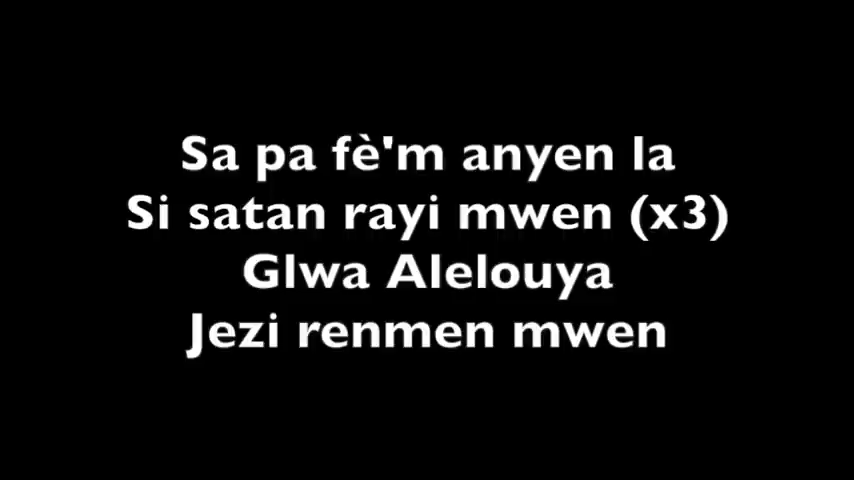 Sa pa fè'm anyen la
Si satan rayi mwen (x3)
Glwa Alelouya
Jezi renmen mwen